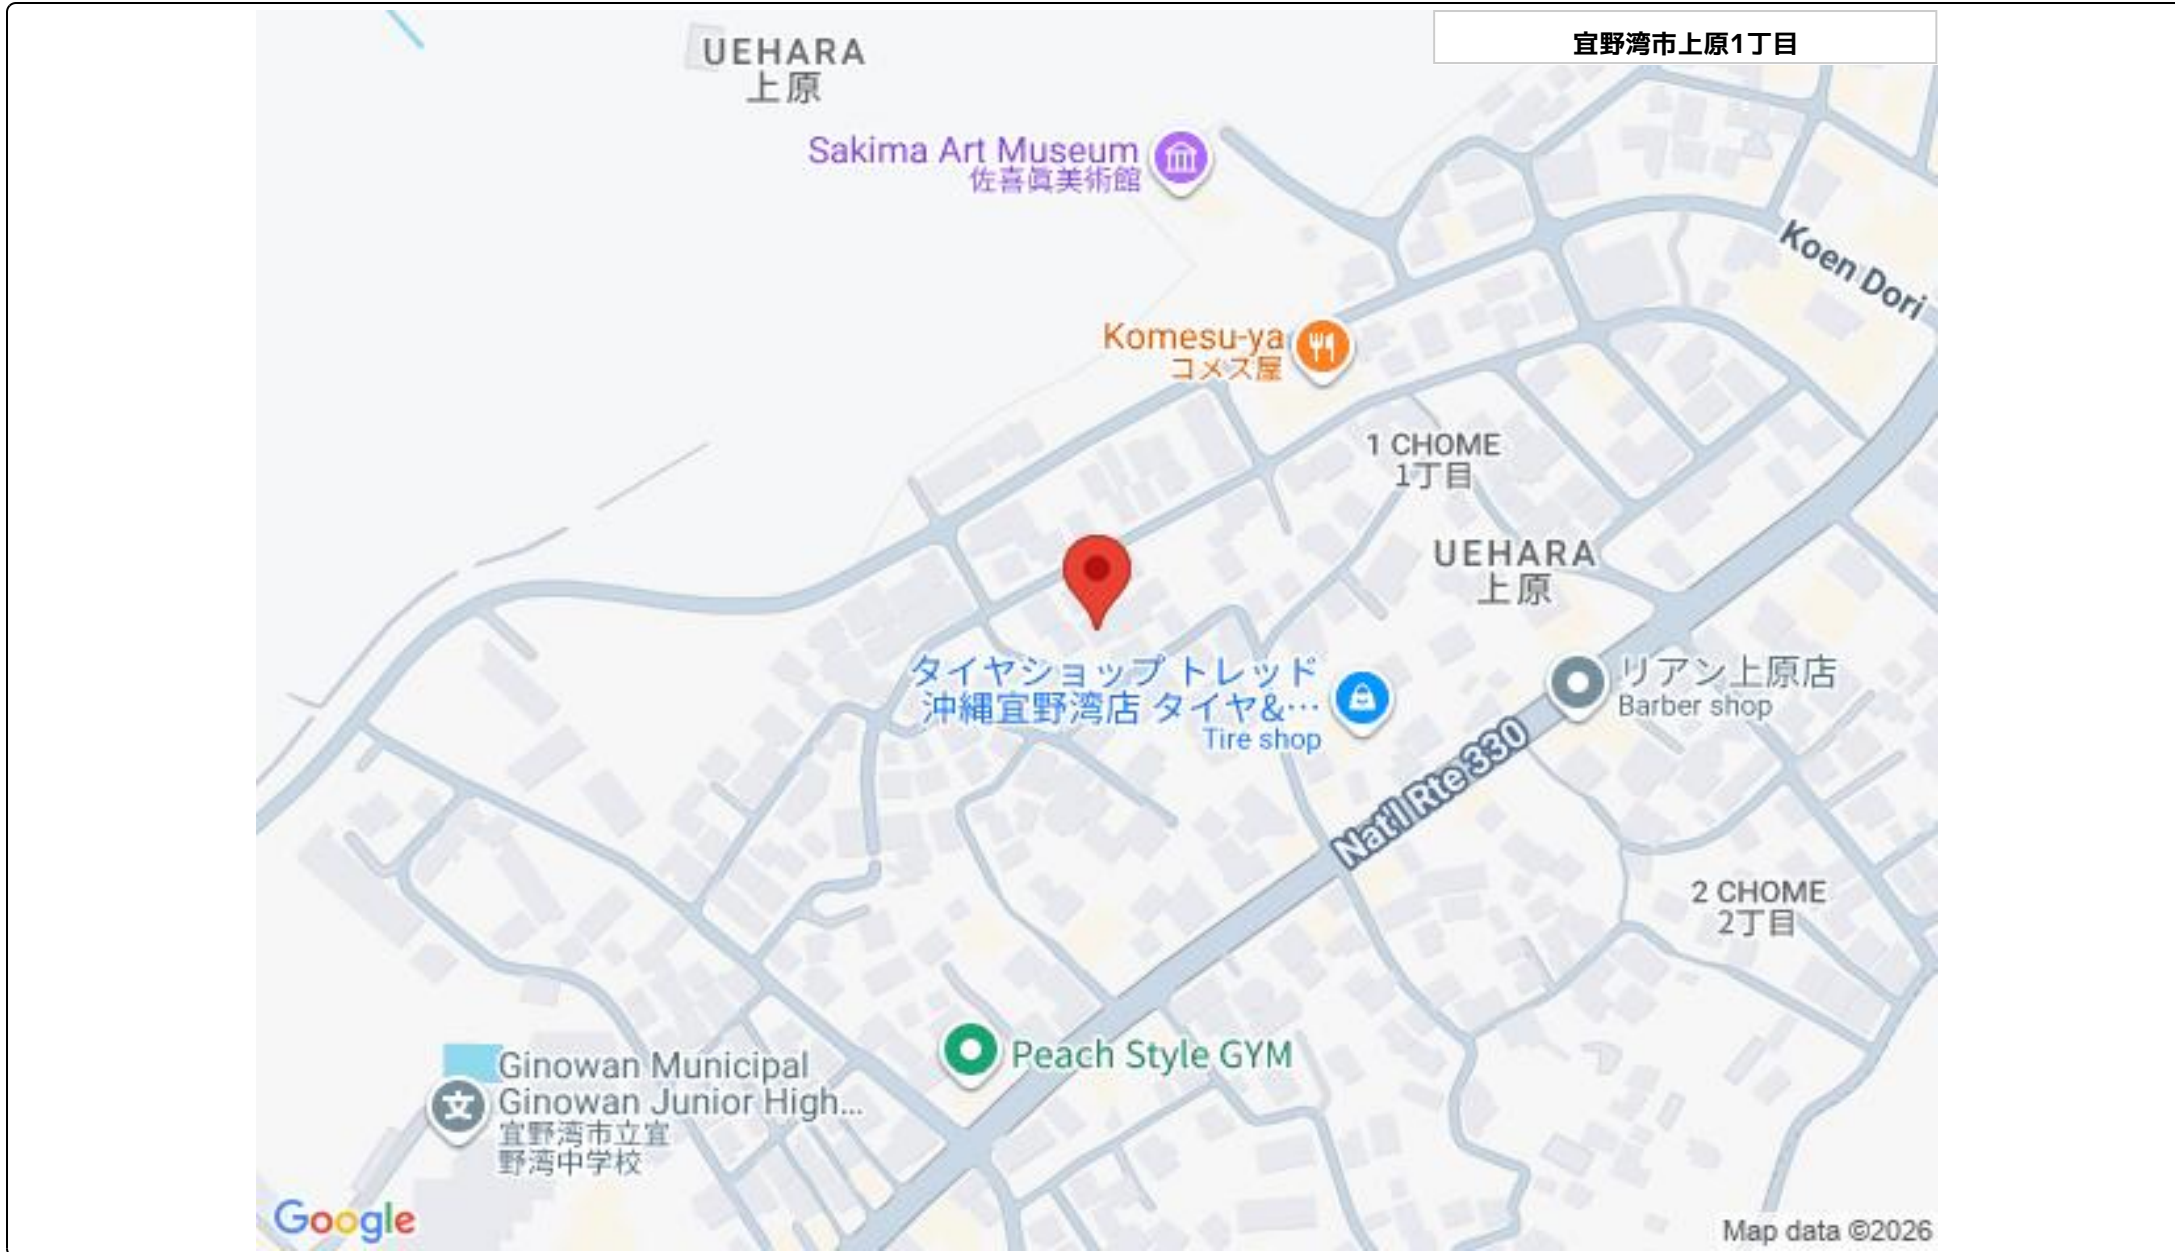 宜野湾市上原1丁目
UEHARA
上原
Sakima Art Museum
佐喜眞美術館
Koen Dori
Komesu-ya
コメス屋
1 CHOME
1丁目
UEHARA
上原
タイヤショップ トレッド
沖縄宜野湾店 タイヤ&…
Tire shop
リアン上原店
Barber shop
Nat'l Rte 330
2 CHOME
2丁目
Peach Style GYM
Ginowan Municipal
Ginowan Junior High...
宜野湾市立宜
野湾中学校
文
Google
Map data ©2026